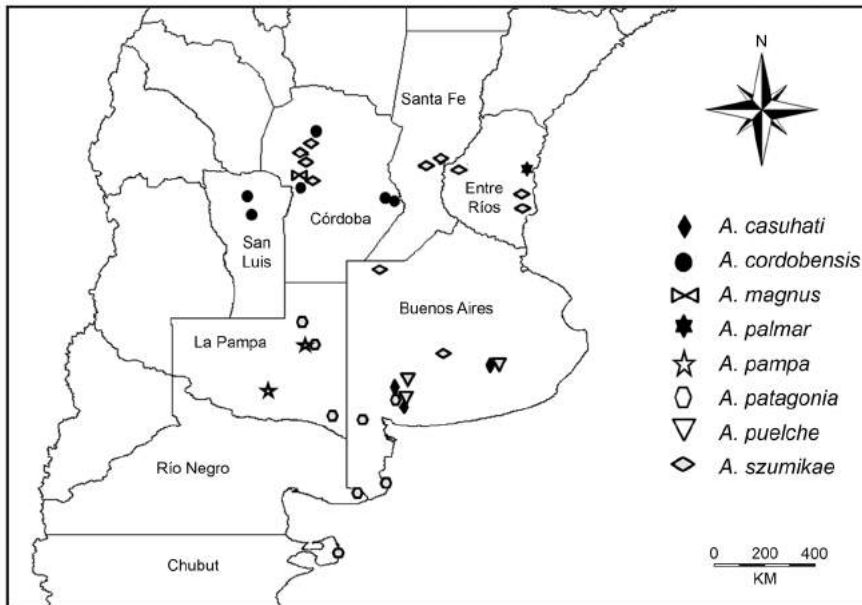 N
Santa Fe
Entre
Ríos
Córdoba
San
Luis
Buenos Aires
La Pampa
Río Negro
Chubut
A. casuhati
A. cordobensis
A. magnus
A. palmar
A. pampa
A. patagonia
A. puelche
A. szumikae
0 200 400
KM